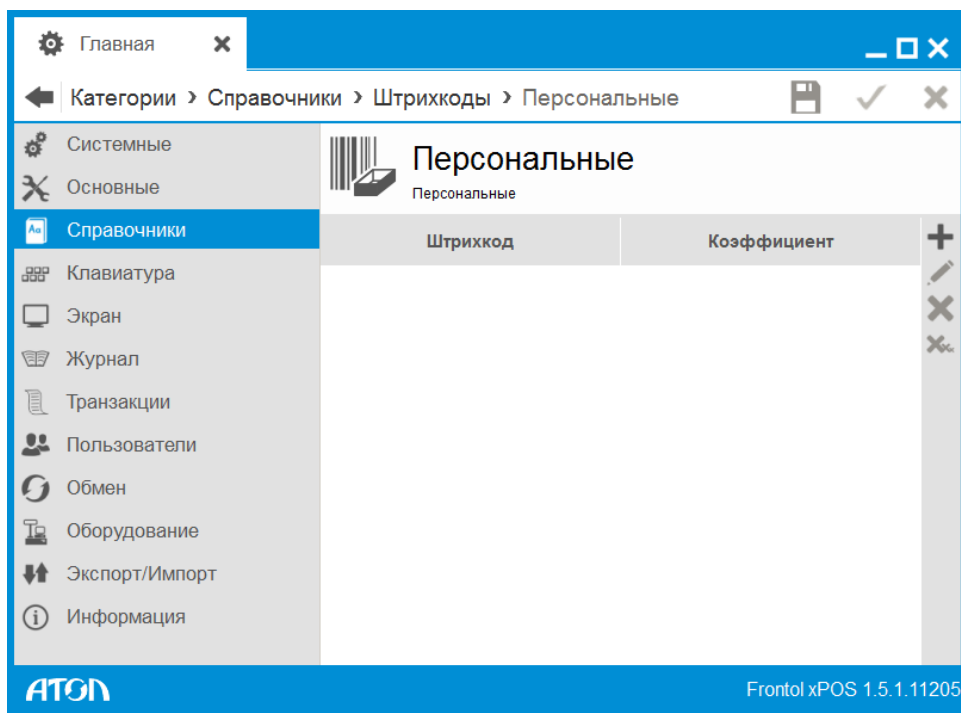 Главная
Категории › Справочники › Штрихкоды › Персональные
Системные
Основные
Справочники
Клавиатура
Экран
Журнал
Транзакции
Пользователи
Обмен
Оборудование
Экспорт/Импорт
Информация
Персональные
Персональные
Штрихкод Коэффициент
АТОЛ
Frontol xPOS 1.5.1.11205